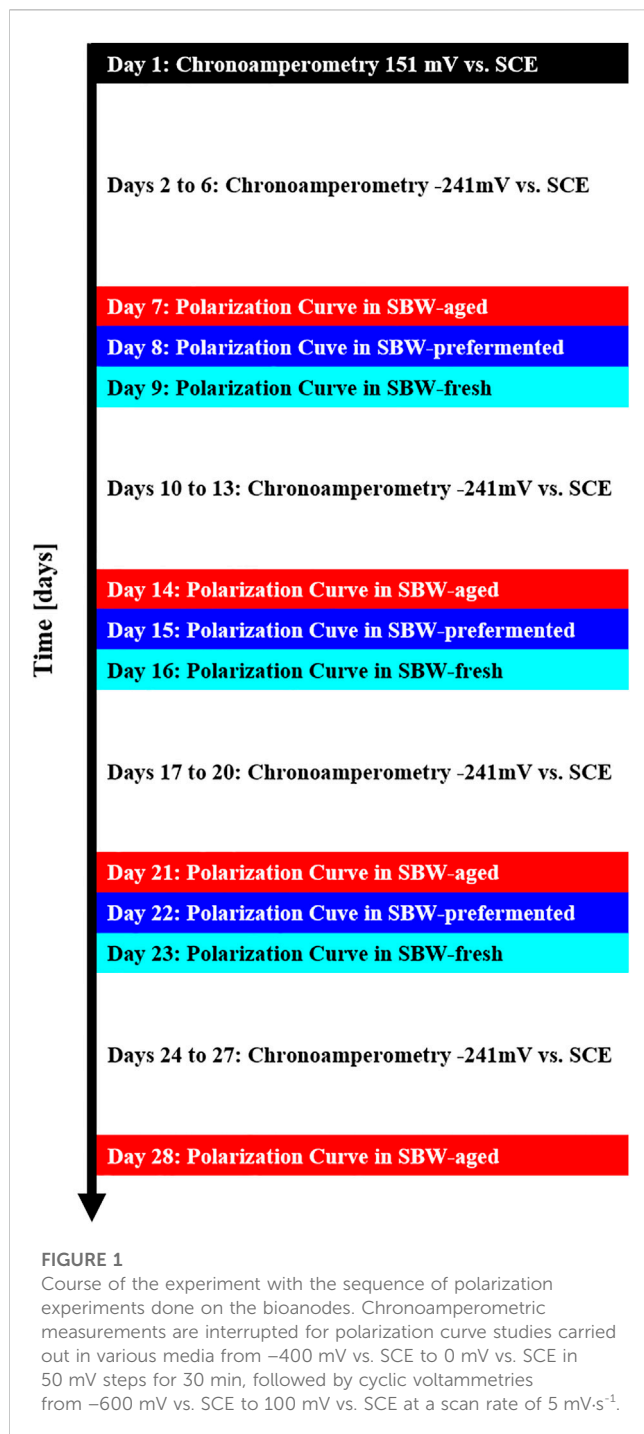 Day 1: Chronoamperometry 151 mV vs. SCE
Days 2 to 6: Chronoamperometry -241mV vs. SCE
Day 7: Polarization Curve in SBW-aged
Day 8: Polarization Cuve in SBW-prefermented
Day 9: Polarization Curve in SBW-fresh
Days 10 to 13: Chronoamperometry -241mV vs. SCE
Time [days]
Day 14: Polarization Curve in SBW-aged
Day 15: Polarization Cuve in SBW-prefermented
Day 16: Polarization Curve in SBW-fresh
Days 17 to 20: Chronoamperometry -241mV vs. SCE
Day 21: Polarization Curve in SBW-aged
Day 22: Polarization Cuve in SBW-prefermented
Day 23: Polarization Curve in SBW-fresh
Days 24 to 27: Chronoamperometry -241mV vs. SCE
Day 28: Polarization Curve in SBW-aged
FIGURE 1
Course of the experiment with the sequence of polarization
experiments done on the bioanodes. Chronoamperometric
measurements are interrupted for polarization curve studies carried
out in various media from −400 mV vs. SCE to 0 mV vs. SCE in
50 mV steps for 30 min, followed by cyclic voltammetries
from −600 mV vs. SCE to 100 mV vs. SCE at a scan rate of 5 mV·s⁻¹.